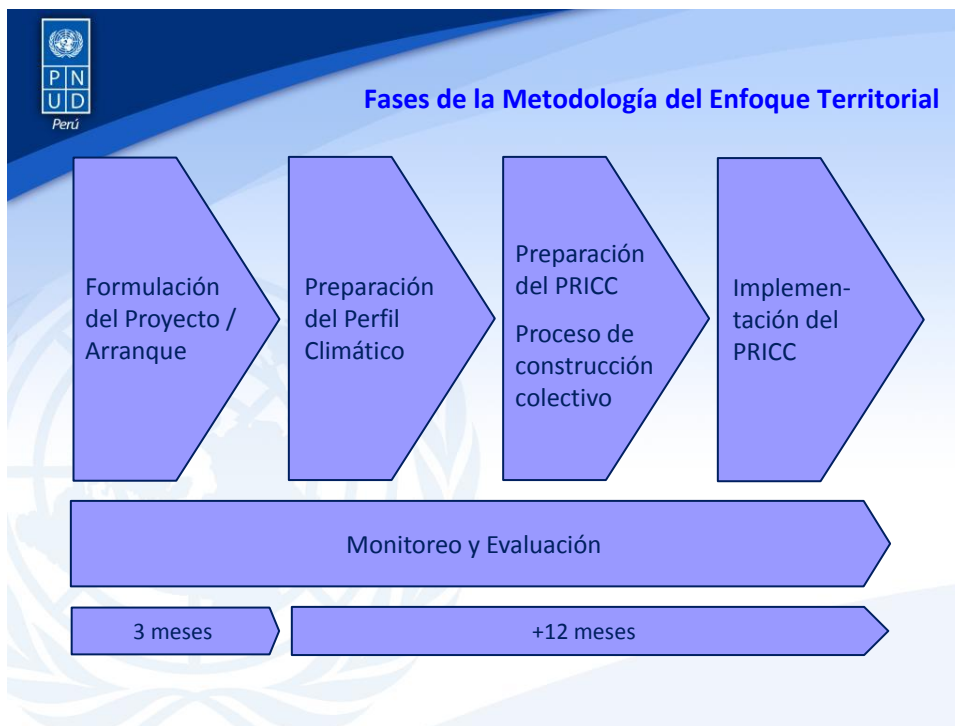 P N
U D
Perú
Fases de la Metodología del Enfoque Territorial
Formulación
del Proyecto /
Arranque
Preparación
del Perfil
Climático
Preparación
del PRICC
Proceso de
construcción
colectivo
Implemen-
tación del
PRICC
Monitoreo y Evaluación
3 meses
+12 meses